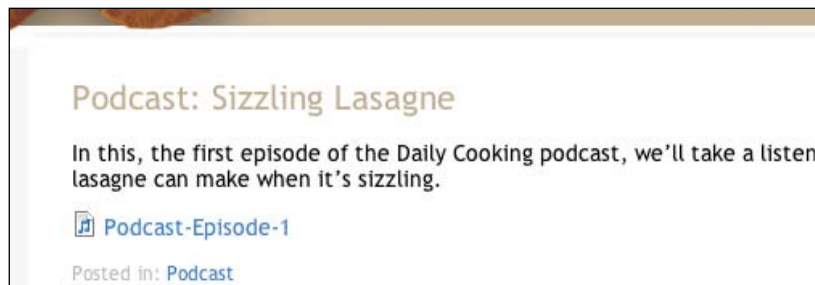 Podcast: Sizzling Lasagne
In this, the first episode of the Daily Cooking podcast, we’ll take a listen
lasagne can make when it’s sizzling.
Podcast-Episode-1
Posted in: Podcast